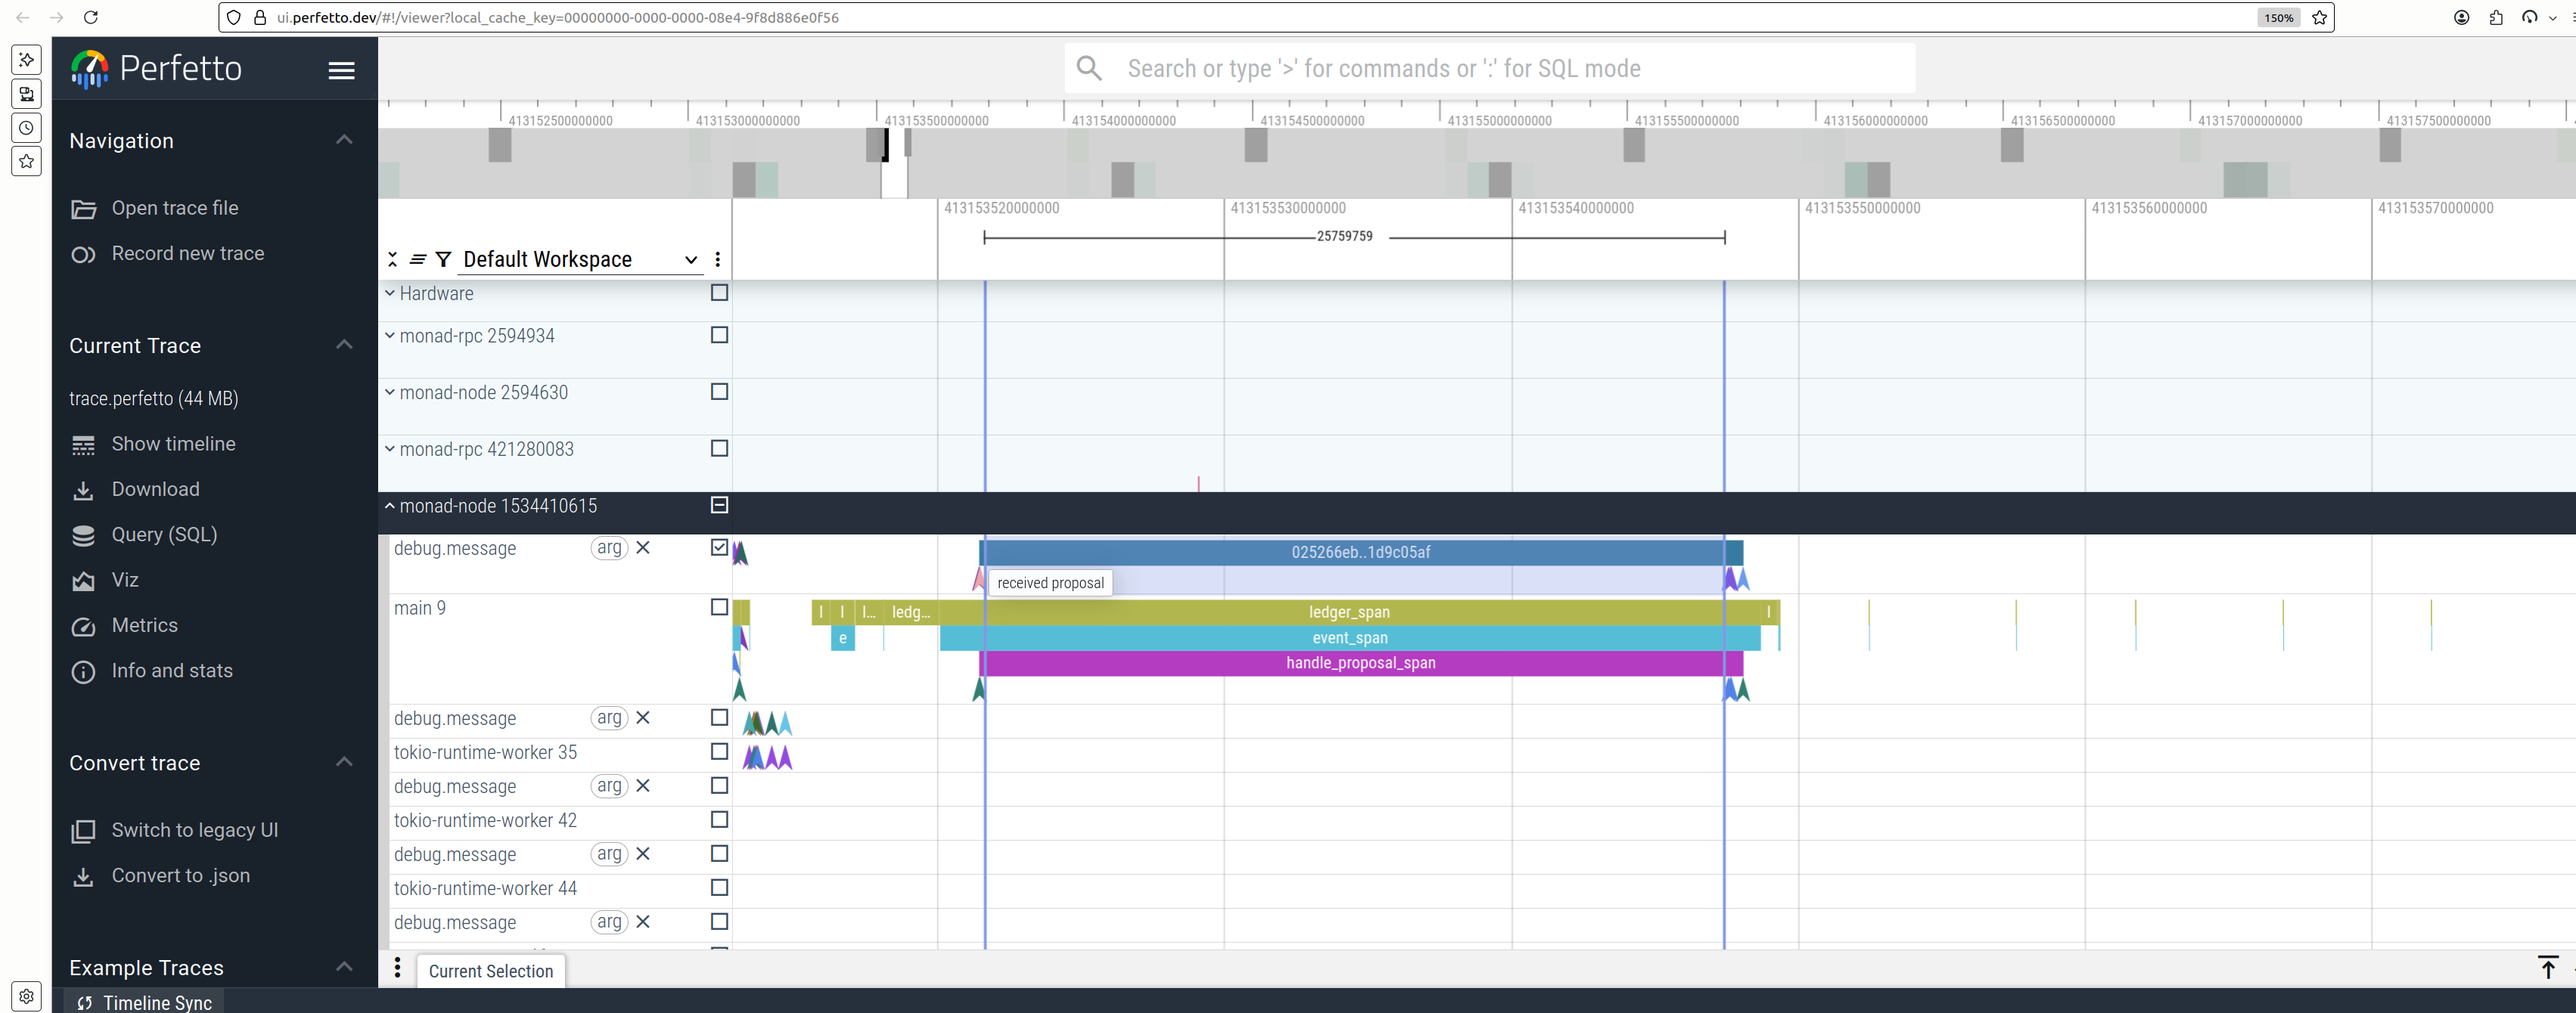 ui.perfetto.dev/#!/viewer?local_cache_key=00000000-0000-0000-08e4-9f8d886e0f56
150%
Perfetto
Search or type '>' for commands or ':' for SQL mode
Navigation
Open trace file
Record new trace
Current Trace
trace.perfetto (44 MB)
Show timeline
Download
Query (SQL)
Viz
Metrics
Info and stats
Convert trace
Switch to legacy UI
Convert to .json
Example Traces
Timeline Sync
413152500000000 413153000000000 413153500000000 413154000000000 413154500000000 413155000000000 413155500000000 413156000000000 413156500000000 413157000000000 413157500000000
413153520000000 413153530000000 413153540000000 413153550000000 413153560000000 413153570000000
25759759
Default Workspace
Hardware
monad-rpc 2594934
monad-node 2594630
monad-rpc 421280083
monad-node 1534410615
debug.message arg
025266eb..1d9c05af
received proposal
main 9
l l l... ledg... ledger_span l
e event_span
handle_proposal_span
debug.message arg
tokio-runtime-worker 35
debug.message arg
tokio-runtime-worker 42
debug.message arg
tokio-runtime-worker 44
debug.message arg
Current Selection